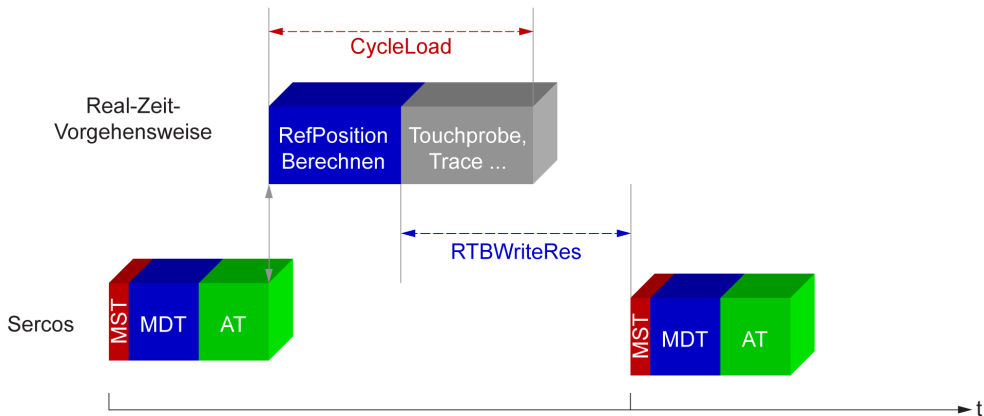 CycleLoad
Real-Zeit-
Vorgehensweise
RefPosition
Berechnen
Touchprobe,
Trace ...
RTBWriteRes
Sercos
MST
MDT
AT
MST
MDT
AT
t